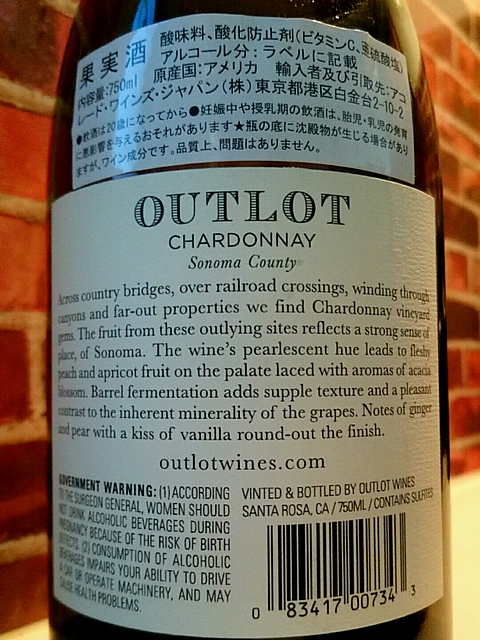 果実酒 酸味料、酸化防止剤(ビタミンC、亜硫酸塩)
アルコール分:ラベルに記載
内容量:750ml 原産国:アメリカ 輸入者及び引取先:アコ
レード・ワインズ・ジャパン(株)東京都港区白金台2-10-2
●飲酒は20歳になってから●妊娠中や授乳期の飲酒は、胎児・乳児の発育
に悪影響を与えるおそれがあります★瓶の底に沈殿物が生じる場合があり
ますが、ワイン成分です。品質上、問題はありません。
OUTLOT
CHARDONNAY
Sonoma County
Across country bridges, over railroad crossings, winding through
canyons and far-out properties we find Chardonnay vineyard
gems. The fruit from these outlying sites reflects a strong sense of
place, of Sonoma. The wine's pearlescent hue leads to fleshy
peach and apricot fruit on the palate laced with aromas of acacia
blossom. Barrel fermentation adds supple texture and a pleasant
contrast to the inherent minerality of the grapes. Notes of ginger
and pear with a kiss of vanilla round-out the finish.
outlotwines.com
GOVERNMENT WARNING: (1) ACCORDING
TO THE SURGEON GENERAL, WOMEN SHOULD
NOT DRINK ALCOHOLIC BEVERAGES DURING
PREGNANCY BECAUSE OF THE RISK OF BIRTH
DEFECTS. (2) CONSUMPTION OF ALCOHOLIC
BEVERAGES IMPAIRS YOUR ABILITY TO DRIVE
A CAR OR OPERATE MACHINERY, AND MAY
CAUSE HEALTH PROBLEMS.
VINTED & BOTTLED BY OUTLOT WINES
SANTA ROSA, CA / 750ML / CONTAINS SULFITES
0 83417 00734 3